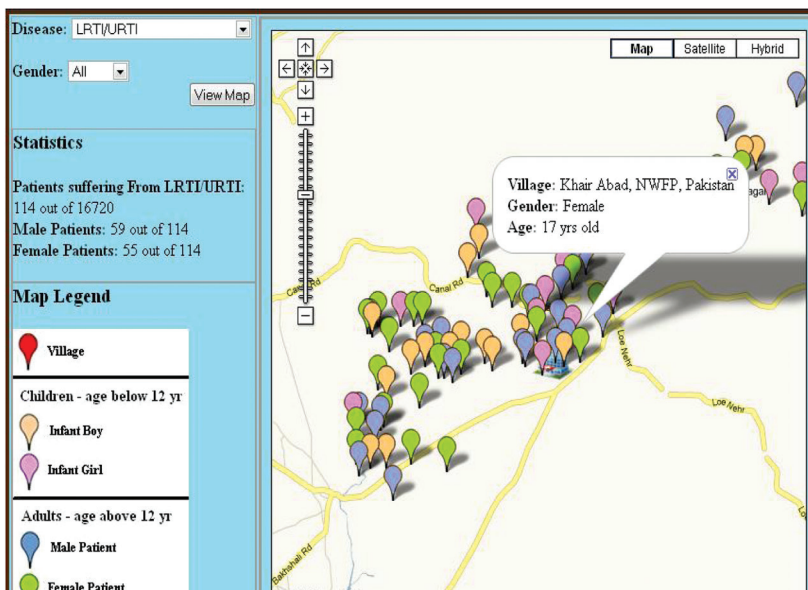 Disease: LRTI/URTI
Gender: All
View Map
Statistics
Patients suffering From LRTI/URTI:
114 out of 16720
Male Patients: 59 out of 114
Female Patients: 55 out of 114
Map Legend
Village
Children - age below 12 yr
Infant Boy
Infant Girl
Adults - age above 12 yr
Male Patient
Female Patient
Map Satellite Hybrid
Village: Khair Abad, NWFP, Pakistan
Gender: Female
Age: 17 yrs old
Canal Rd
Canal Rd
Loe Nehr
Loe Nehr
Bakhshali Rd